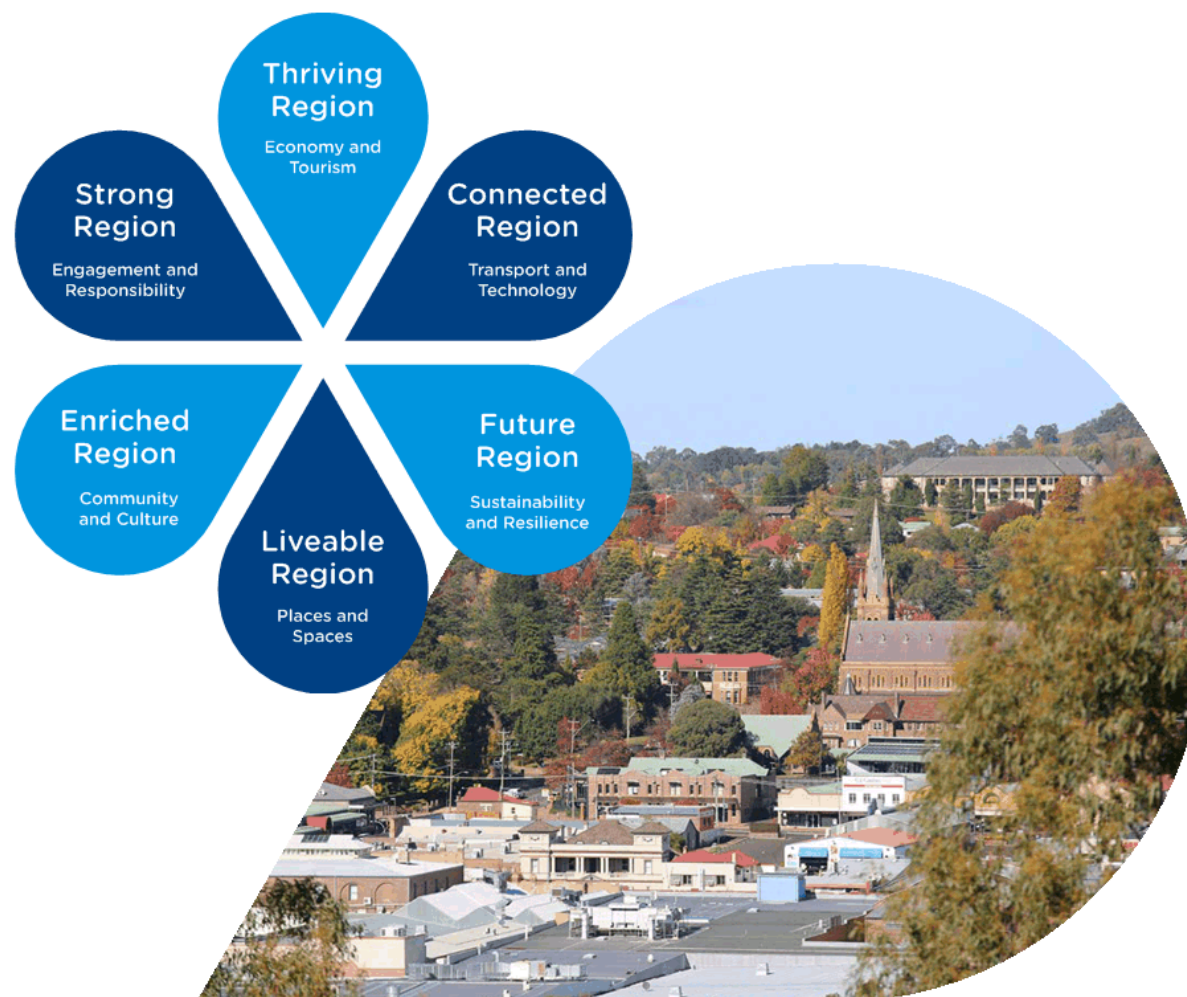 Thriving
Region
Economy and
Tourism
Connected
Region
Transport and
Technology
Future
Region
Sustainability
and Resilience
Liveable
Region
Places and
Spaces
Enriched
Region
Community
and Culture
Strong
Region
Engagement and
Responsibility